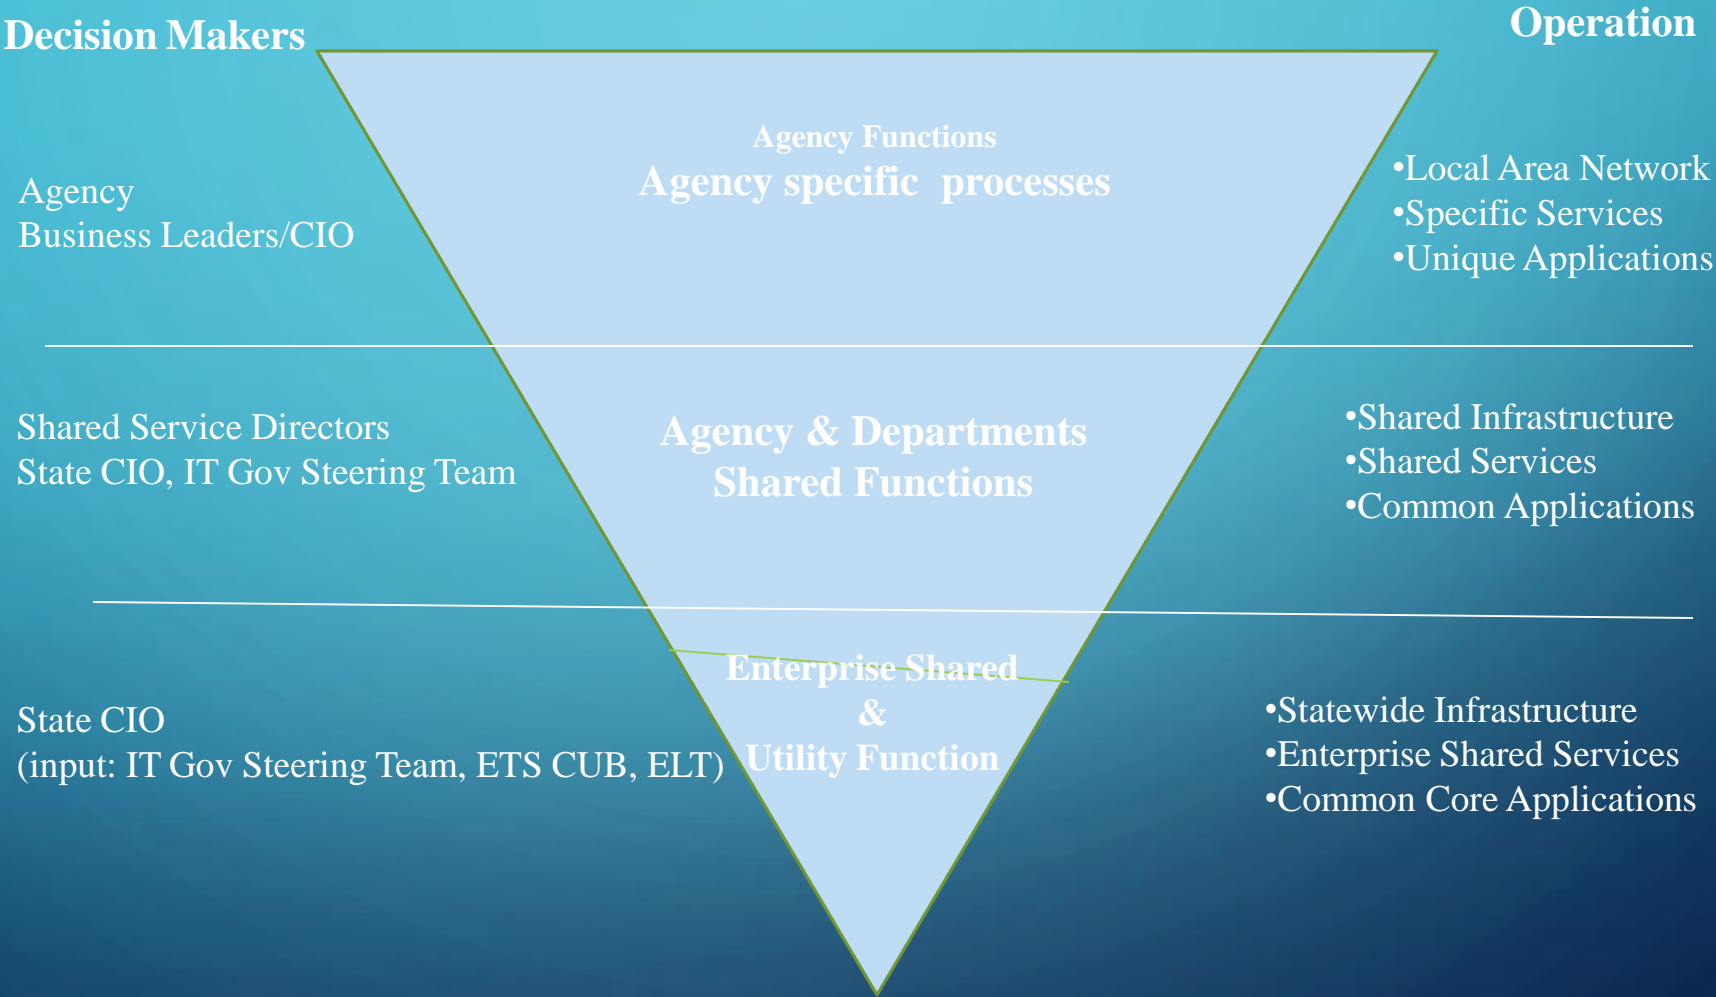 Decision Makers
Operation
Agency Functions
Agency specific processes
Agency
Business Leaders/CIO
•Local Area Network
•Specific Services
•Unique Applications
Shared Service Directors
State CIO, IT Gov Steering Team
Agency & Departments
Shared Functions
•Shared Infrastructure
•Shared Services
•Common Applications
Enterprise Shared
&
Utility Function
State CIO
(input: IT Gov Steering Team, ETS CUB, ELT)
•Statewide Infrastructure
•Enterprise Shared Services
•Common Core Applications